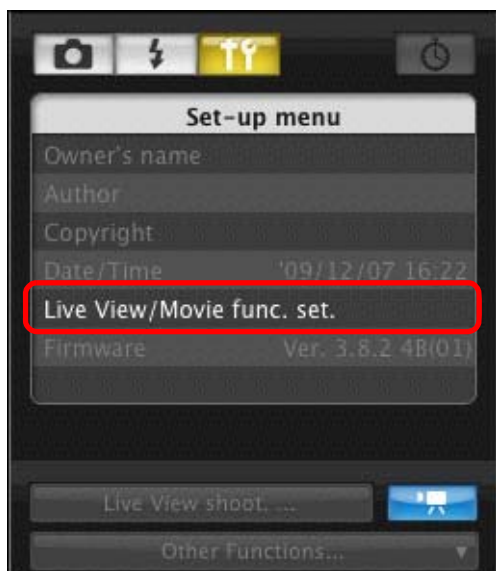 Set-up menu
Owner's name
Author
Copyright
Date/Time '09/12/07 16:22
Live View/Movie func. set.
Firmware Ver. 3.8.2 4B(01)
Live View shoot. ...
Other Functions...